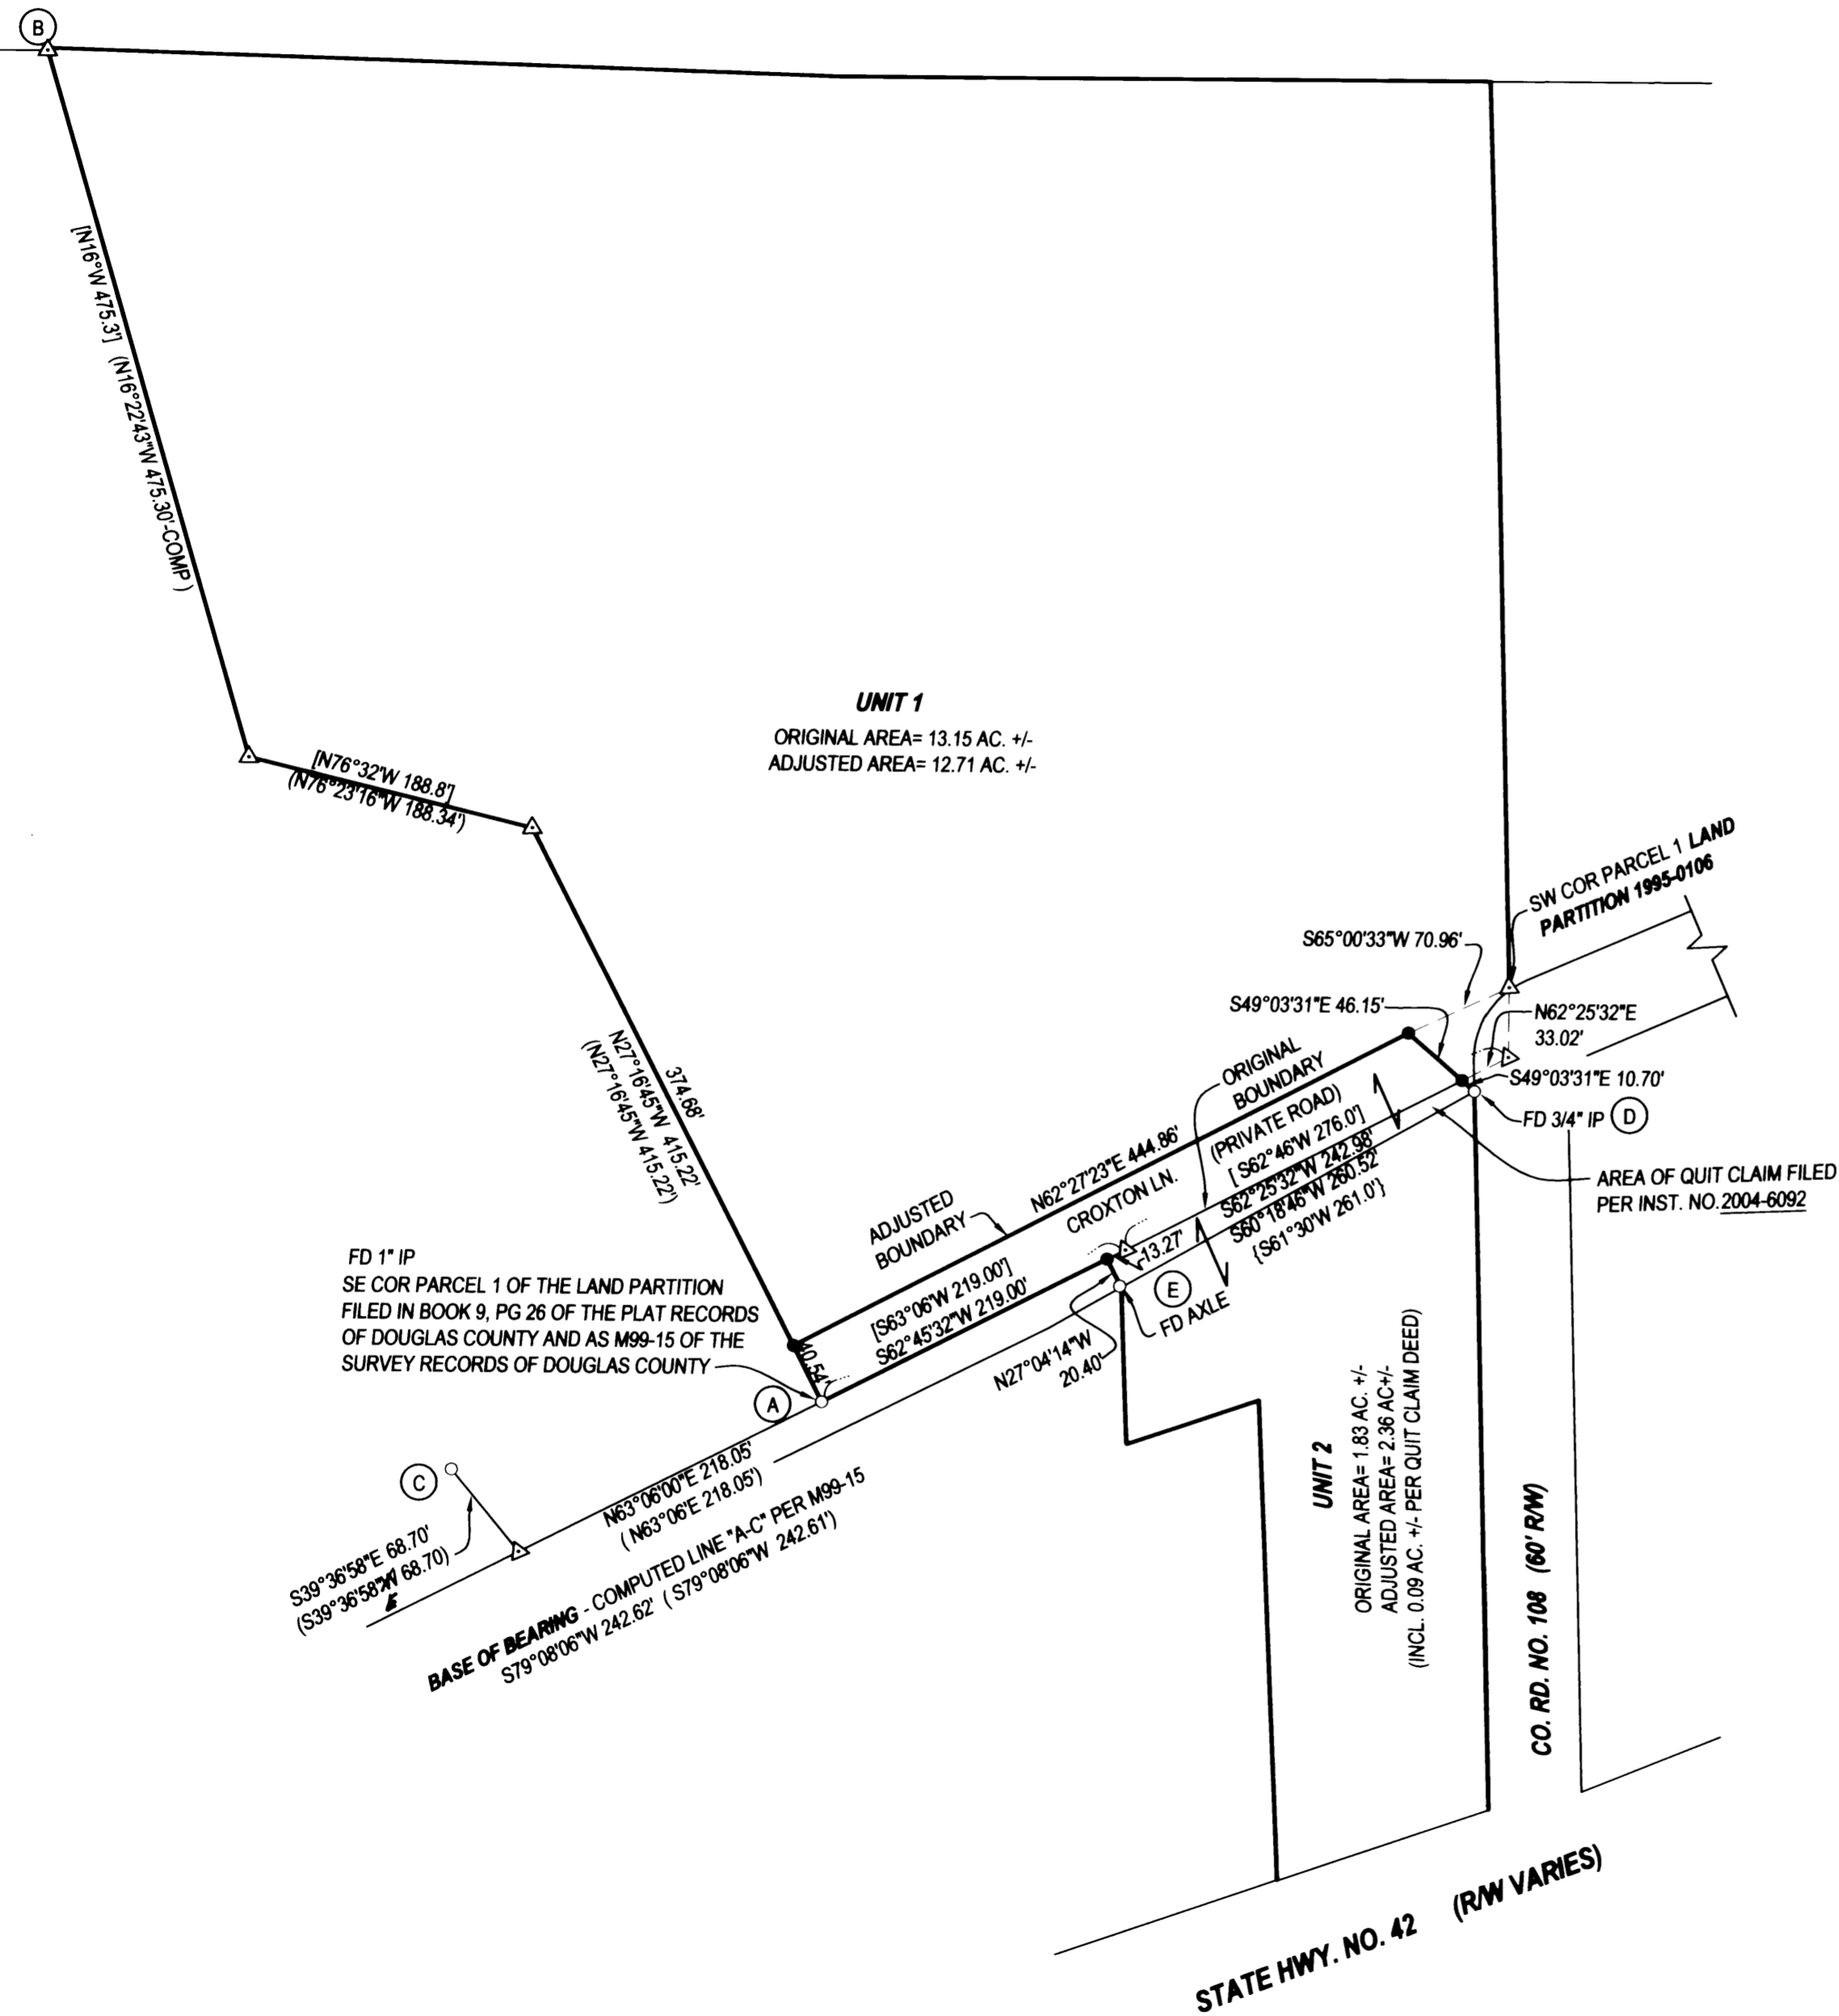 B
[N16°W 475.3'] (N16°22'43"W 475.30'-COMP )
[N76°32'W 188.8']
(N76°23'16"W 188.34')
UNIT 1
ORIGINAL AREA= 13.15 AC. +/-
ADJUSTED AREA= 12.71 AC. +/-
SW COR PARCEL 1 LAND
PARTITION 1995-0106
S65°00'33"W 70.96'
S49°03'31"E 46.15'
N62°25'32"E
33.02'
S49°03'31"E 10.70'
FD 3/4" IP D
AREA OF QUIT CLAIM FILED
PER INST. NO. 2004-6092
374.68'
N27°16'45"W 415.22'
(N27°16'45"W 415.22')
ORIGINAL
BOUNDARY
ADJUSTED
BOUNDARY
N62°27'23"E 444.86'
CROXTON LN.
(PRIVATE ROAD)
[ S62°46'W 276.0']
S62°25'32"W 242.98'
S60°18'46"W 260.52'
{S61°30'W 261.0'}
13.27'
E
FD AXLE
[S63°06'W 219.00']
S62°45'32"W 219.00'
N27°04'14"W
20.40'
40.54'
FD 1" IP
SE COR PARCEL 1 OF THE LAND PARTITION
FILED IN BOOK 9, PG 26 OF THE PLAT RECORDS
OF DOUGLAS COUNTY AND AS M99-15 OF THE
SURVEY RECORDS OF DOUGLAS COUNTY
A
C
N63°06'00"E 218.05'
( N63°06'E 218.05')
S39°36'58"E 68.70'
(S39°36'58"W 68.70)
E
BASE OF BEARING - COMPUTED LINE "A-C" PER M99-15
S79°08'06"W 242.62' ( S79°08'06"W 242.61')
UNIT 2
ORIGINAL AREA= 1.83 AC. +/-
ADJUSTED AREA= 2.36 AC+/-
(INCL. 0.09 AC. +/- PER QUIT CLAIM DEED)
CO. RD. NO. 108 (60' R/W)
STATE HWY. NO. 42 (R/W VARIES)